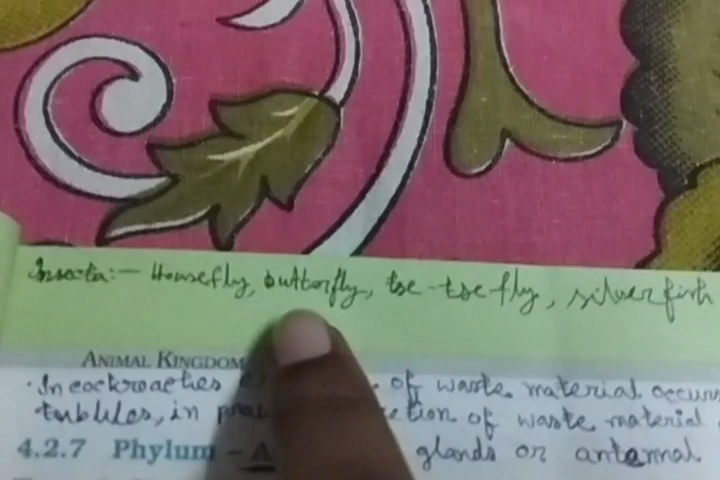 Insecta:- Housefly, butterfly, tse-tse fly, silverfish
ANIMAL KINGDOM
• In cockroaches of waste material occurs
tubules, in of waste material
4.2.7 Phylum - A glands or antennal